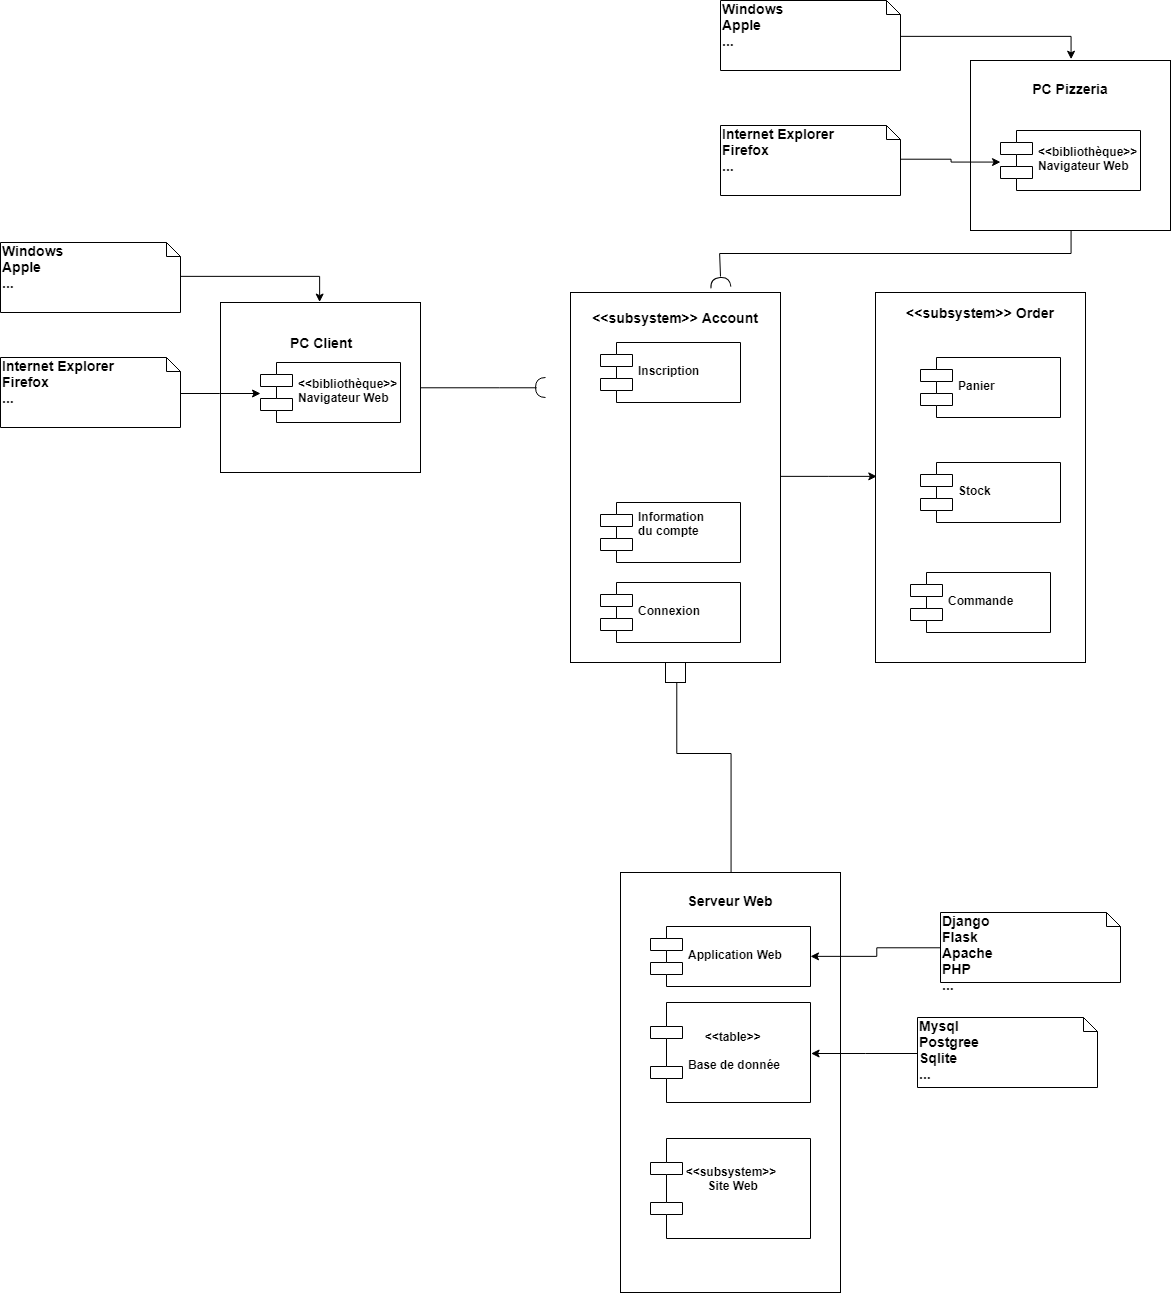 Windows
Apple
...
PC Pizzeria
Internet Explorer
Firefox
...
<<bibliothèque>>
Navigateur Web
Windows
Apple
...
PC Client
Internet Explorer
Firefox
...
<<bibliothèque>>
Navigateur Web
<<subsystem>> Account
Inscription
Information
du compte
Connexion
<<subsystem>> Order
Panier
Stock
Commande
Serveur Web
Application Web
Django
Flask
Apache
PHP
...
<<table>>
Base de donnée
Mysql
Postgree
Sqlite
...
<<subsystem>>
Site Web